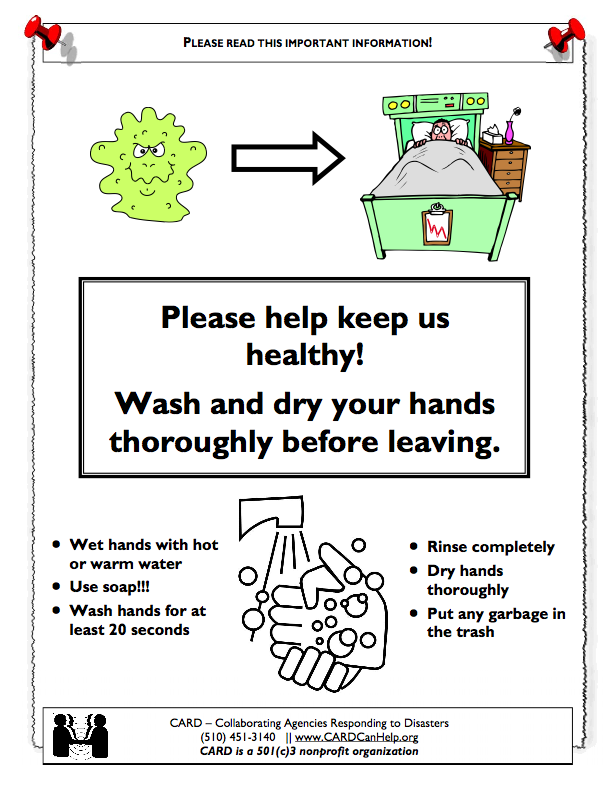 PLEASE READ THIS IMPORTANT INFORMATION!
Please help keep us
healthy!
Wash and dry your hands
thoroughly before leaving.
• Wet hands with hot
or warm water
• Use soap!!!
• Wash hands for at
least 20 seconds
• Rinse completely
• Dry hands
thoroughly
• Put any garbage in
the trash
CARD – Collaborating Agencies Responding to Disasters
(510) 451-3140 || www.CARDCanHelp.org
CARD is a 501(c)3 nonprofit organization